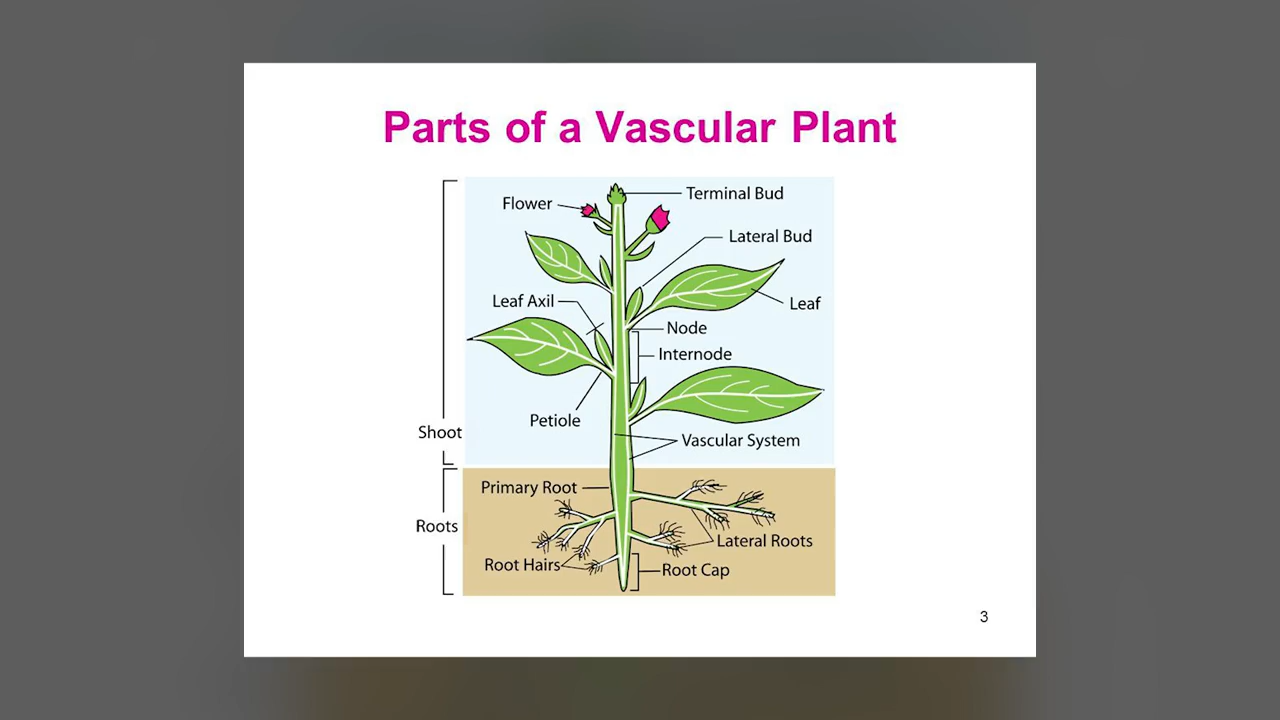 Parts of a Vascular Plant
Terminal Bud
Flower
Lateral Bud
Leaf Axil
Leaf
Node
Internode
Petiole
Shoot
Vascular System
Primary Root
Roots
Lateral Roots
Root Hairs
Root Cap
3